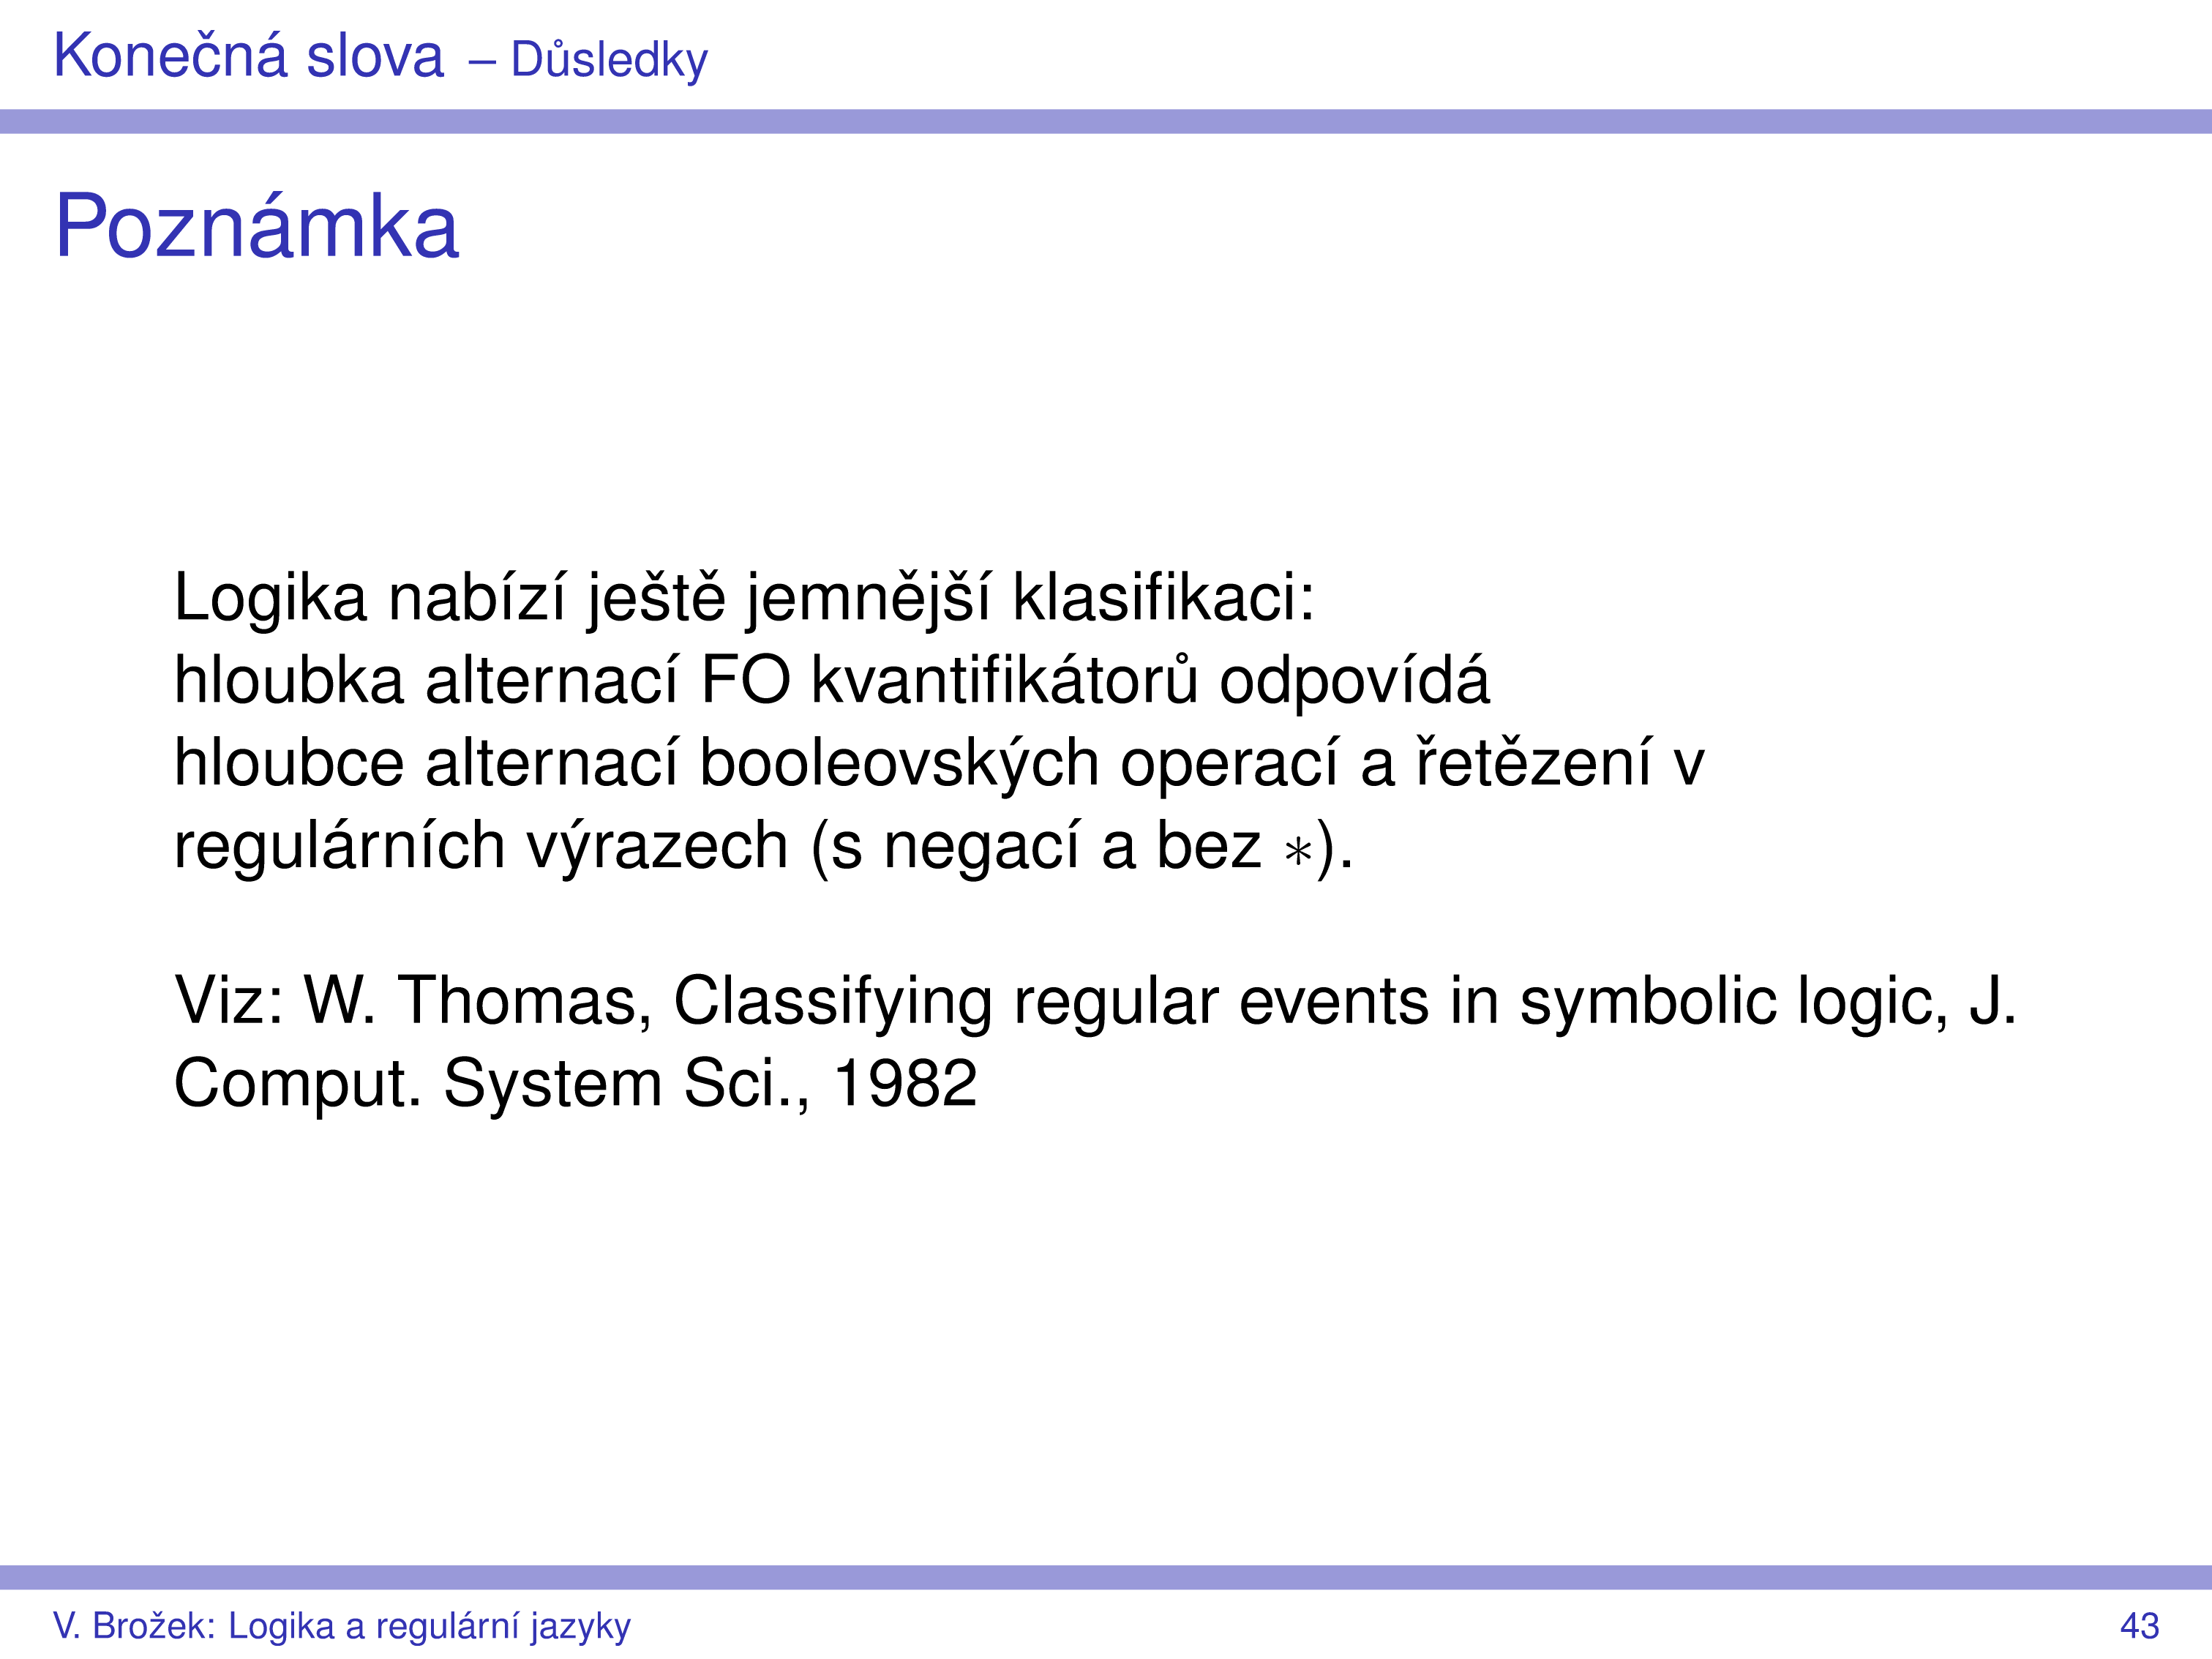 Konečná slova – Důsledky
Poznámka
Logika nabízí ještě jemnější klasifikaci:
hloubka alternací FO kvantifikátorů odpovídá
hloubce alternací booleovských operací a řetězení v
regulárních výrazech (s negací a bez ∗).
Viz: W. Thomas, Classifying regular events in symbolic logic, J.
Comput. System Sci., 1982
V. Brožek: Logika a regulární jazyky
43